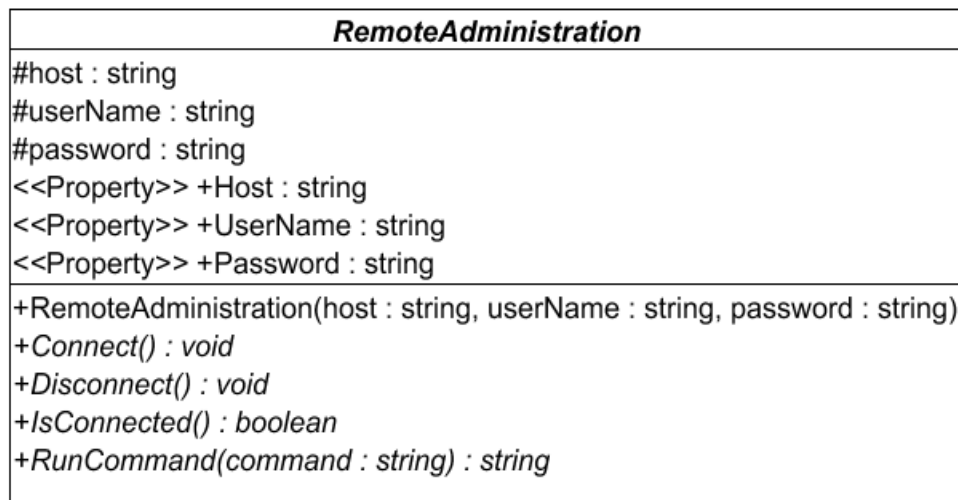 RemoteAdministration
#host : string
#userName : string
#password : string
<<Property>> +Host : string
<<Property>> +UserName : string
<<Property>> +Password : string
+RemoteAdministration(host : string, userName : string, password : string)
+Connect() : void
+Disconnect() : void
+IsConnected() : boolean
+RunCommand(command : string) : string